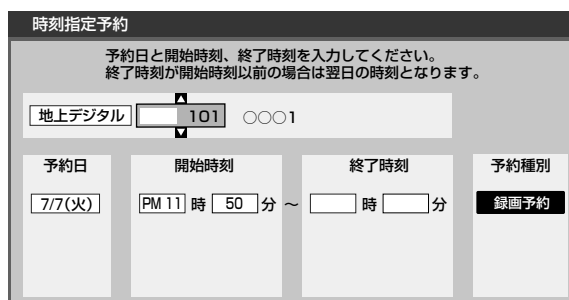 時刻指定予約
予約日と開始時刻、終了時刻を入力してください。
終了時刻が開始時刻以前の場合は翌日の時刻となります。
地上デジタル 101 ○○○1
予約日 開始時刻 終了時刻 予約種別
7/7(火) PM 11 時 50 分 ～ 時 分 録画予約